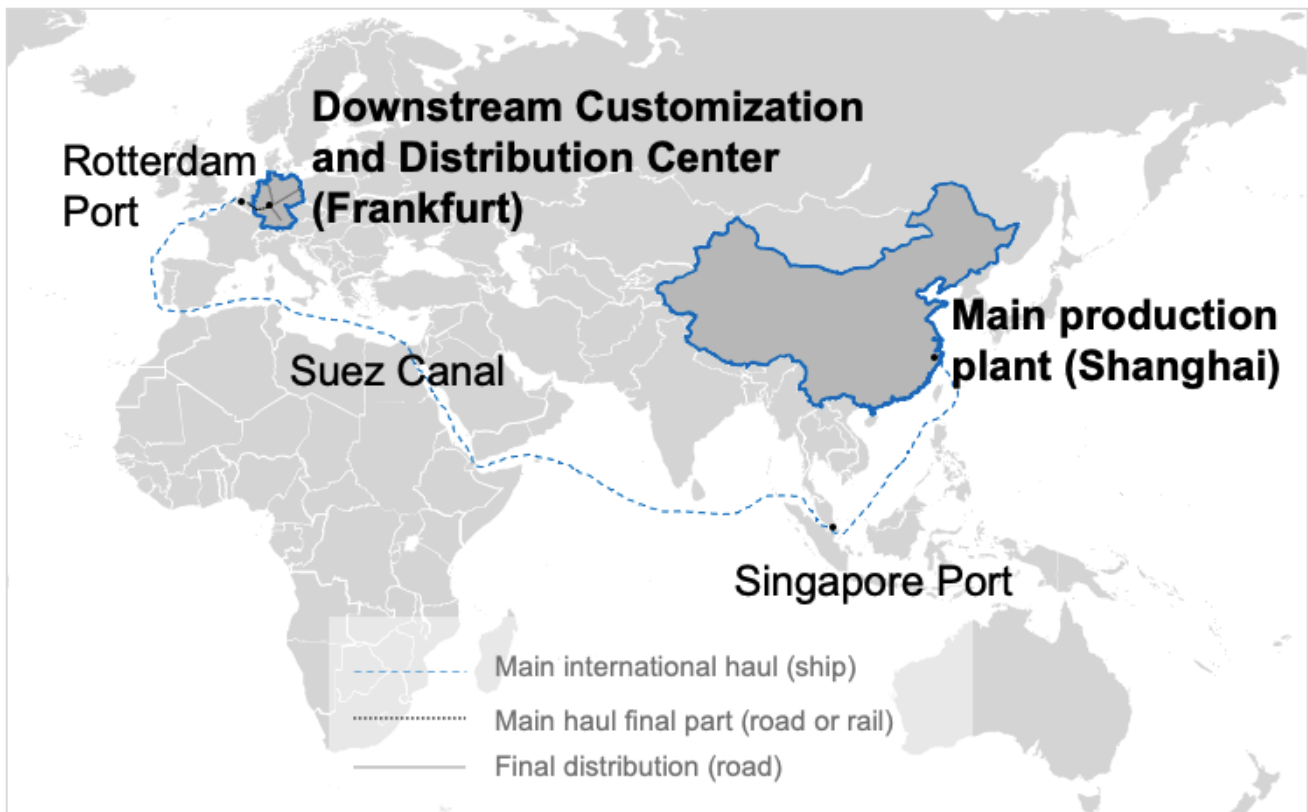 Downstream Customization
and Distribution Center
(Frankfurt)
Rotterdam
Port
Main production
plant (Shanghai)
Suez Canal
Singapore Port
Main international haul (ship)
Main haul final part (road or rail)
Final distribution (road)